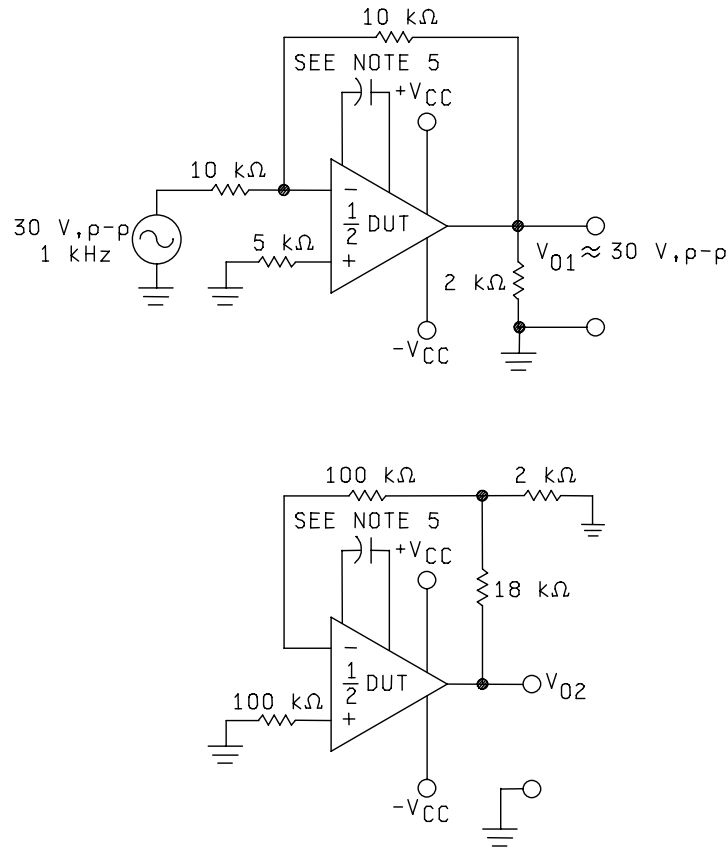 10 kΩ
SEE NOTE 5
+VCC
10 kΩ
30 V,p-p
1 kHz
-
1/2 DUT
5 kΩ
+
VO1 ≈ 30 V,p-p
2 kΩ
-VCC
100 kΩ
2 kΩ
SEE NOTE 5
+VCC
18 kΩ
-
1/2 DUT
VO2
100 kΩ
+
-VCC